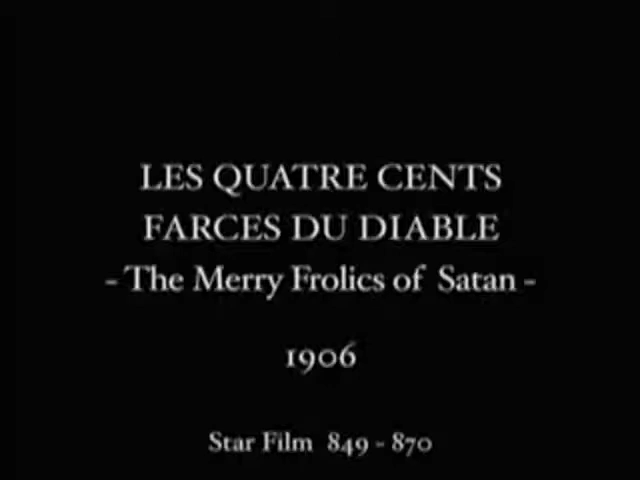 LES QUATRE CENTS
FARCES DU DIABLE
- The Merry Frolics of Satan -
1906
Star Film 849 - 870